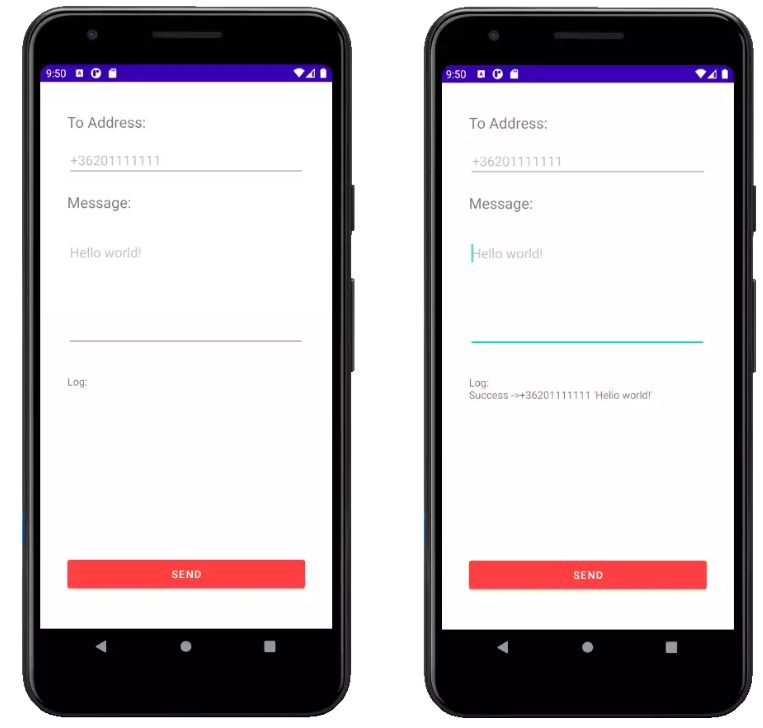 9:50
To Address:
+36201111111
Message:
Hello world!
Log:
SEND
9:50
To Address:
+36201111111
Message:
Hello world!
Log:
Success ->+36201111111 'Hello world!'
SEND